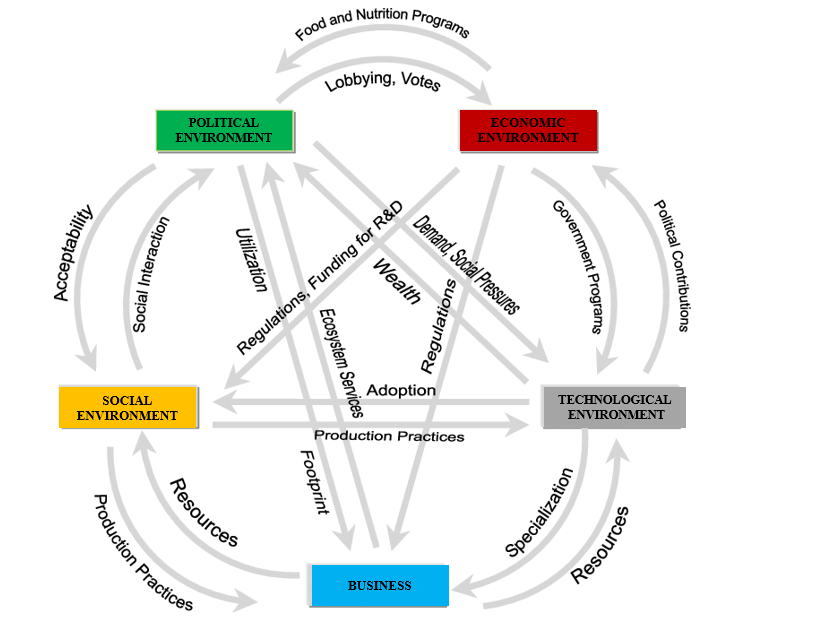 Food and Nutrition Programs
Lobbying, Votes
POLITICAL
ENVIRONMENT
ECONOMIC
ENVIRONMENT
Acceptability
Social Interaction
Utilization
Regulations, Funding for R&D
Demand, Social Pressures
Wealth
Government Programs
Political Contributions
Ecosystem Services
Regulations
SOCIAL
ENVIRONMENT
Adoption
TECHNOLOGICAL
ENVIRONMENT
Production Practices
Footprint
Resources
Production Practices
Specialization
Resources
BUSINESS